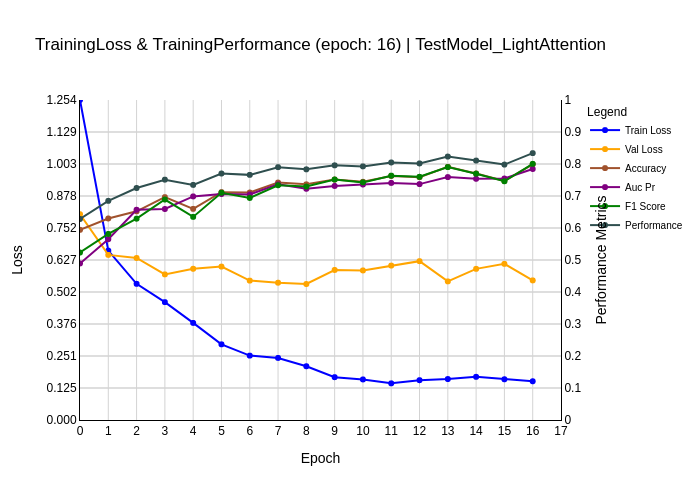 TrainingLoss & TrainingPerformance (epoch: 16) | TestModel_LightAttention
1.254
1.129
1.003
0.878
0.752
0.627
0.502
0.376
0.251
0.125
0.000
Loss
1
0.9
0.8
0.7
0.6
0.5
0.4
0.3
0.2
0.1
0
Performance Metrics
Legend
Train Loss
Val Loss
Accuracy
Auc Pr
F1 Score
Performance
0 1 2 3 4 5 6 7 8 9 10 11 12 13 14 15 16 17
Epoch